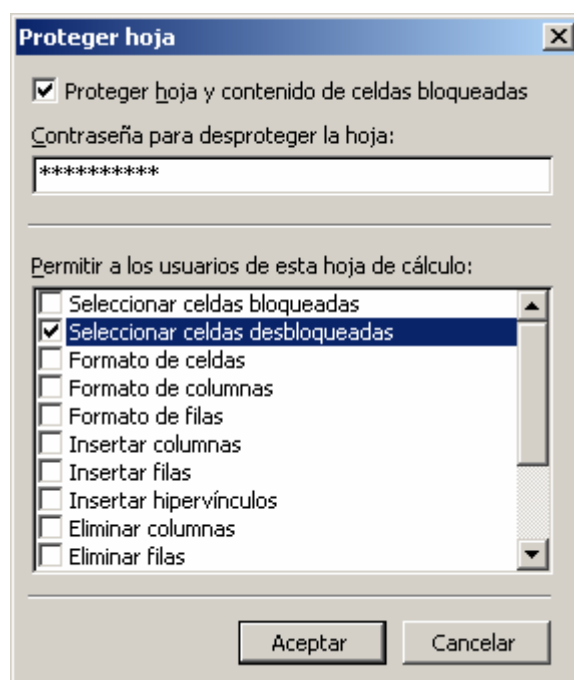 Proteger hoja
Proteger hoja y contenido de celdas bloqueadas
Contraseña para desproteger la hoja:
**********
Permitir a los usuarios de esta hoja de cálculo:
Seleccionar celdas bloqueadas
Seleccionar celdas desbloqueadas
Formato de celdas
Formato de columnas
Formato de filas
Insertar columnas
Insertar filas
Insertar hipervínculos
Eliminar columnas
Eliminar filas
Aceptar Cancelar